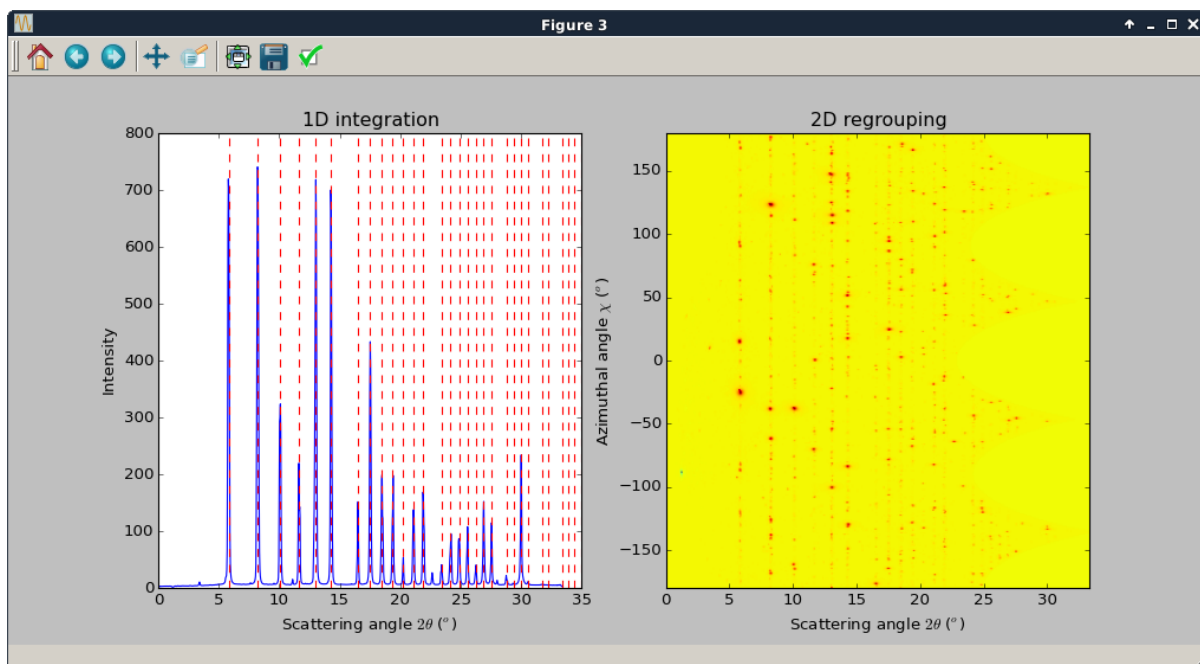 Figure 3
1D integration
800
700
600
500
400
300
200
100
0
Intensity
0 5 10 15 20 25 30 35
Scattering angle 2θ (°)
2D regrouping
150
100
50
0
−50
−100
−150
Azimuthal angle χ (°)
0 5 10 15 20 25 30
Scattering angle 2θ (°)